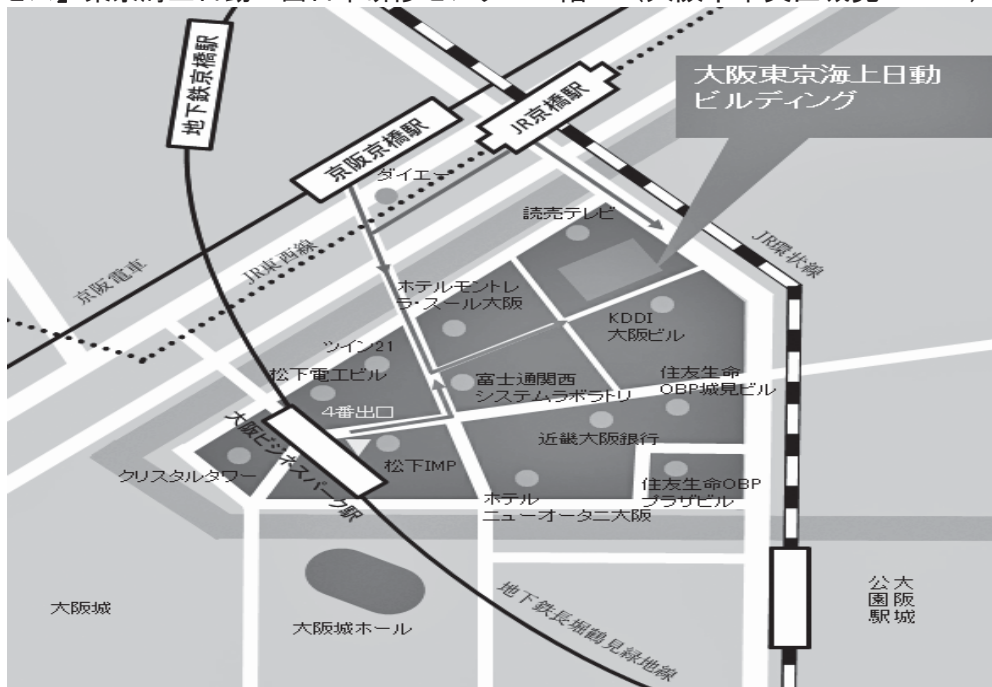 地下鉄京橋駅
京阪京橋駅
JR京橋駅
大阪東京海上日動
ビルディング
ダイエー
読売テレビ
JR環状線
京阪電車
JR東西線
ホテルモントレ
ラ・スール大阪
KDDI
大阪ビル
ツイン21
松下電工ビル
富士通関西
システムラボラトリ
住友生命
OBP城見ビル
4番出口
近畿大阪銀行
大阪ビジネスパーク駅
クリスタルタワー
松下IMP
ホテル
ニューオータニ大阪
住友生命OBP
プラザビル
大阪城
大阪城ホール
地下鉄長堀鶴見緑地線
大阪城
公園駅